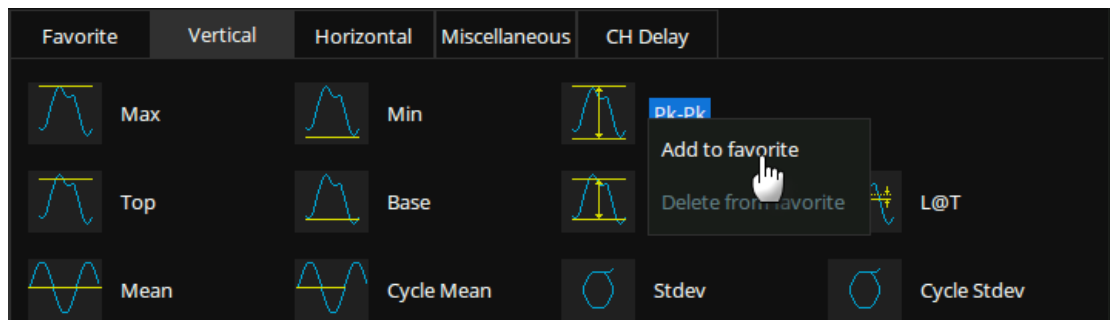 Favorite Vertical Horizontal Miscellaneous CH Delay
Max Min Pk-Pk
Add to favorite
Top Base Delete from favorite L@T
Mean Cycle Mean Stdev Cycle Stdev